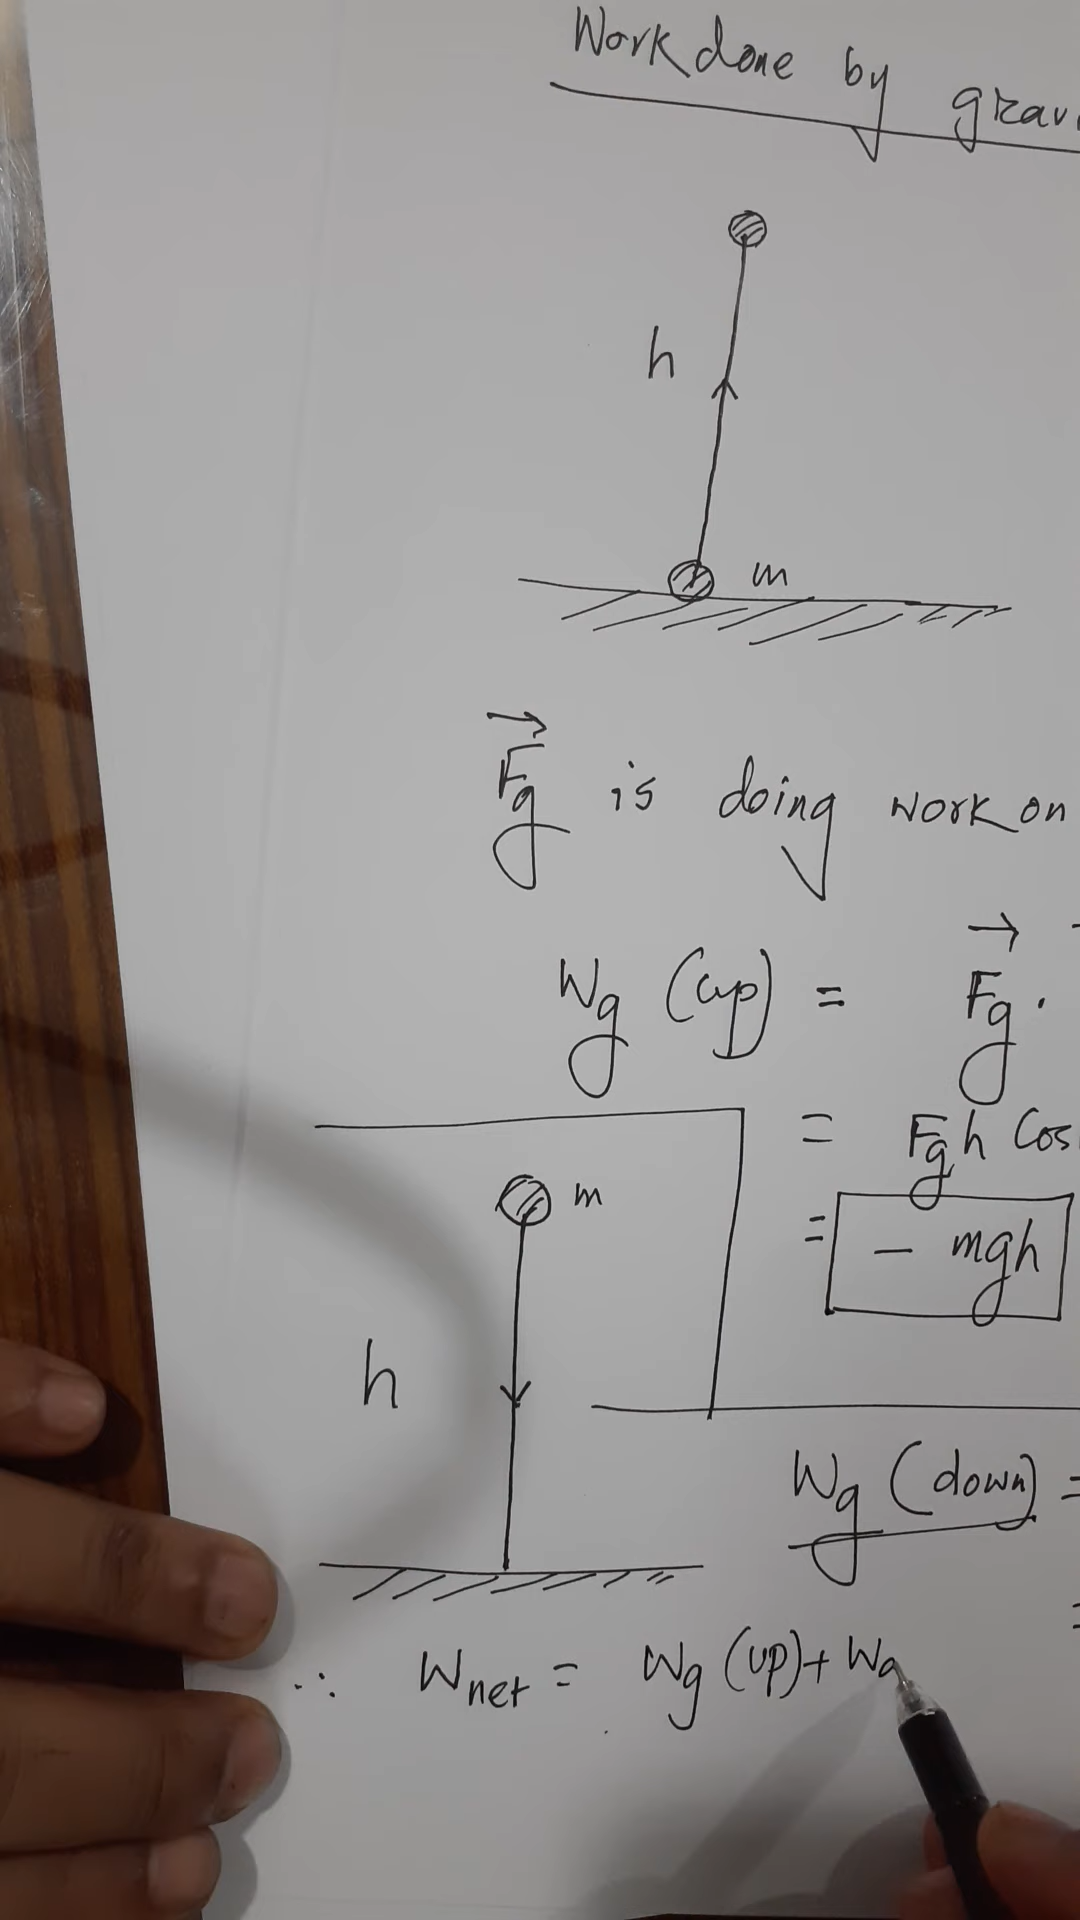 Work done by grav
h
m
Fg is doing work on
Wg (up) = Fg .
= Fg h Cos
m
= - mgh
h
Wg (down) =
=
∴ Wnet = Wg (up) + Wg